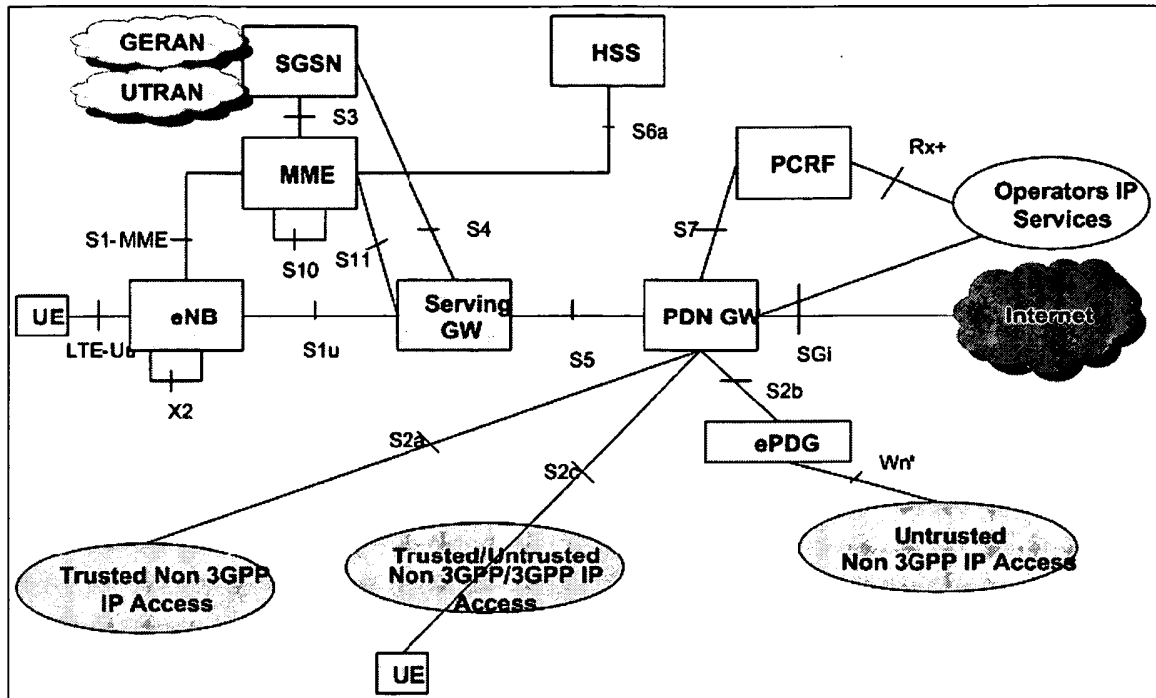 GERAN
UTRAN
SGSN
HSS
S3
S6a
MME
PCRF
Rx+
Operators IP
Services
S1-MME
S10
S11
S4
S7
UE
LTE-Uu
eNB
S1u
Serving
GW
S5
PDN GW
SGi
Internet
X2
S2b
ePDG
S2a
S2c
Wn*
Trusted Non 3GPP
IP Access
Trusted/Untrusted
Non 3GPP/3GPP IP
Access
Untrusted
Non 3GPP IP Access
UE